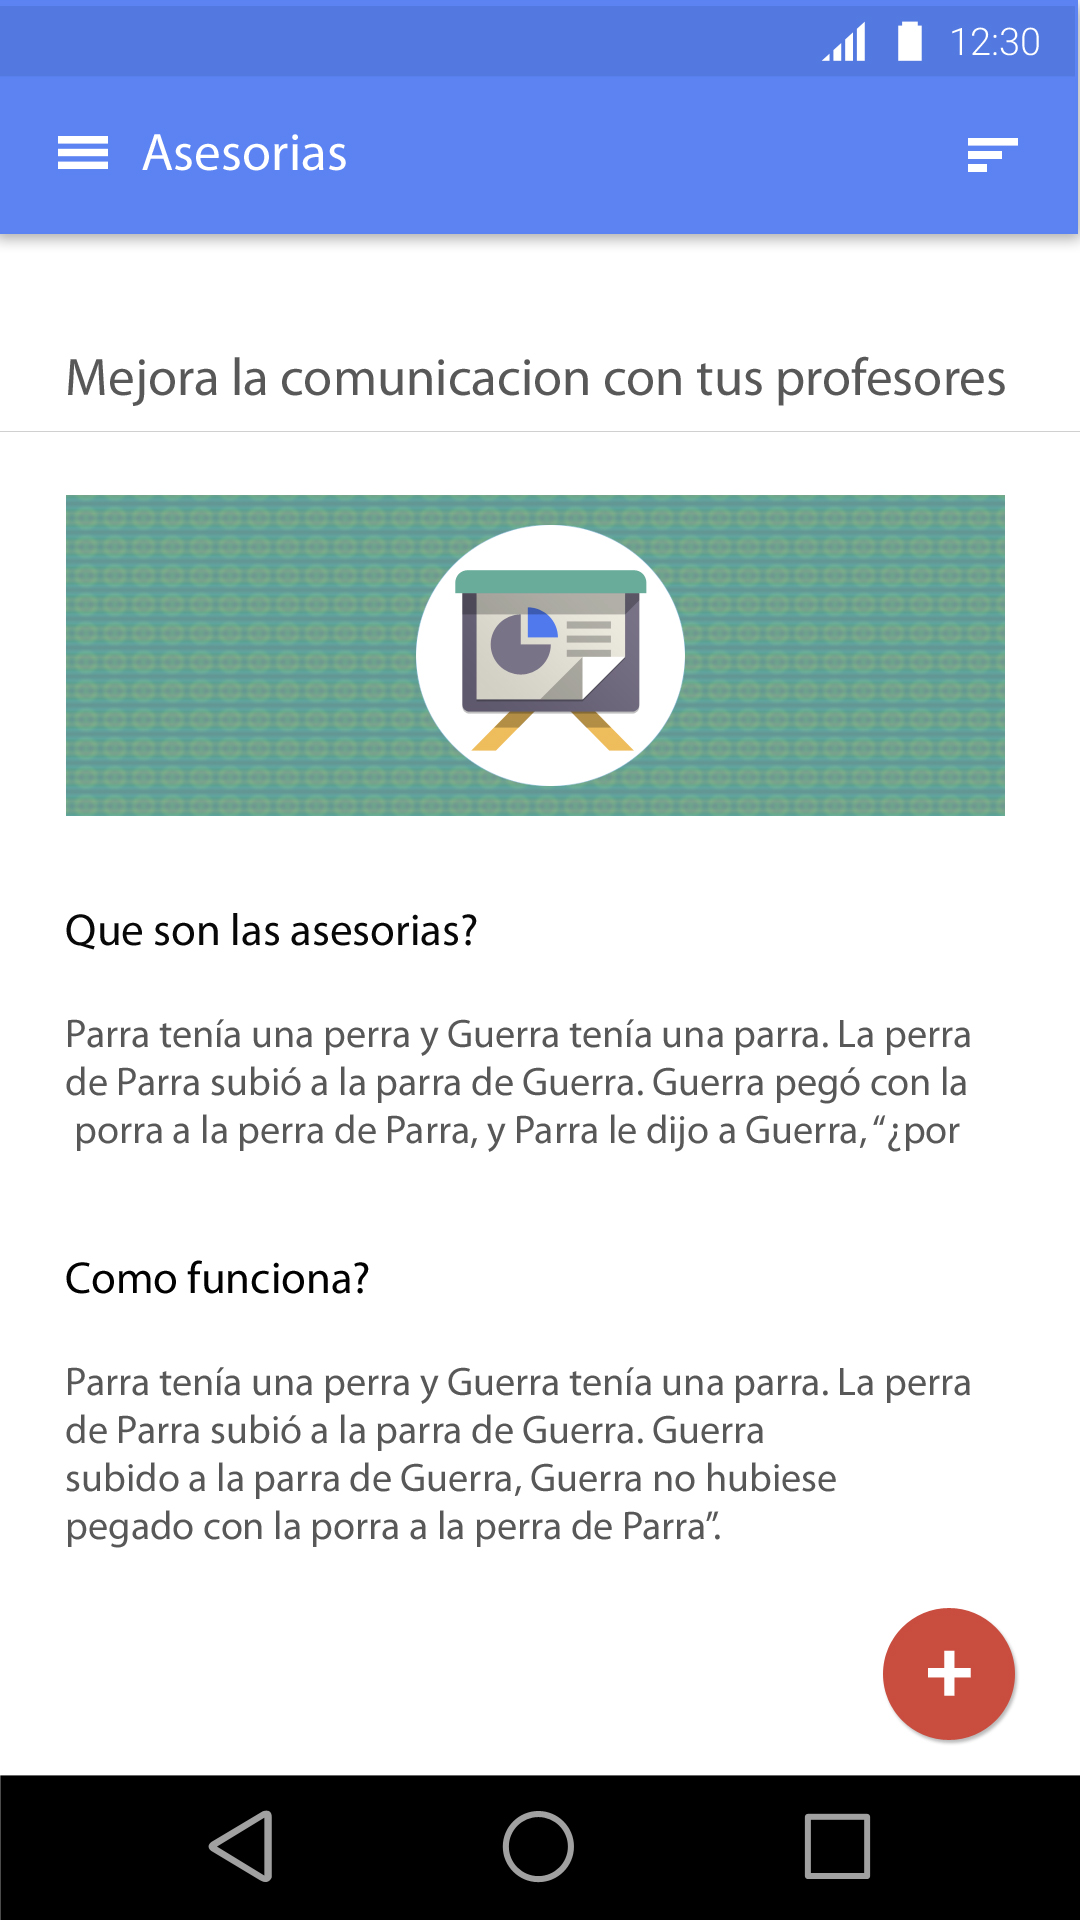 12:30
Asesorias
Mejora la comunicacion con tus profesores
Que son las asesorias?
Parra tenía una perra y Guerra tenía una parra. La perra
de Parra subió a la parra de Guerra. Guerra pegó con la
porra a la perra de Parra, y Parra le dijo a Guerra, “¿por
Como funciona?
Parra tenía una perra y Guerra tenía una parra. La perra
de Parra subió a la parra de Guerra. Guerra
subido a la parra de Guerra, Guerra no hubiese
pegado con la porra a la perra de Parra”.